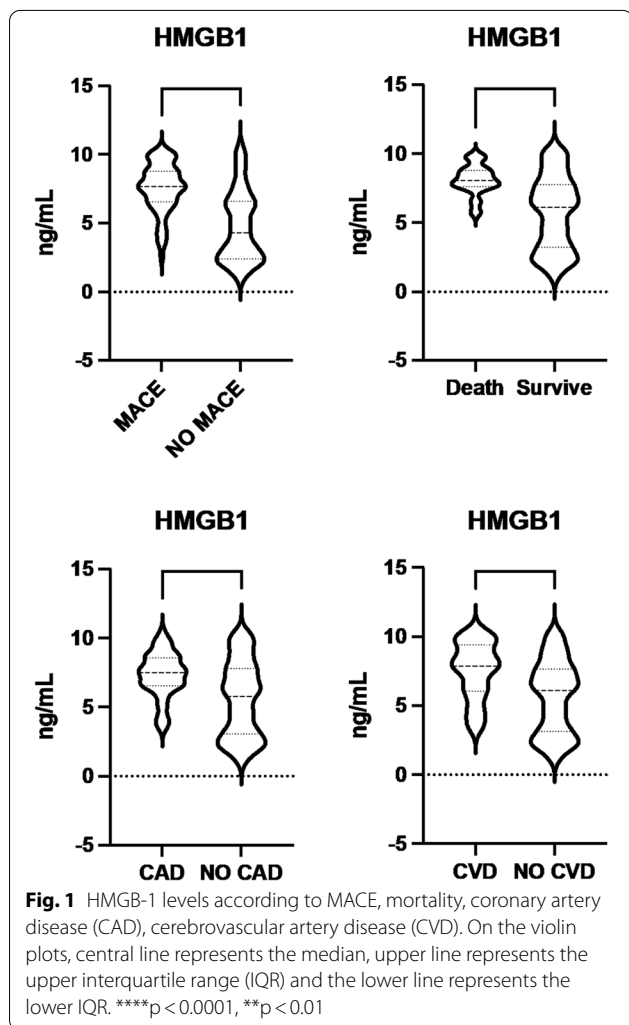 HMGB1
HMGB1
15
10
5
0
-5
ng/mL
MACE
NO MACE
15
10
5
0
-5
ng/mL
Death Survive
HMGB1
HMGB1
15
10
5
0
-5
ng/mL
CAD NO CAD
15
10
5
0
-5
ng/mL
CVD NO CVD
Fig. 1 HMGB-1 levels according to MACE, mortality, coronary artery
disease (CAD), cerebrovascular artery disease (CVD). On the violin
plots, central line represents the median, upper line represents the
upper interquartile range (IQR) and the lower line represents the
lower IQR. ****p < 0.0001, **p < 0.01